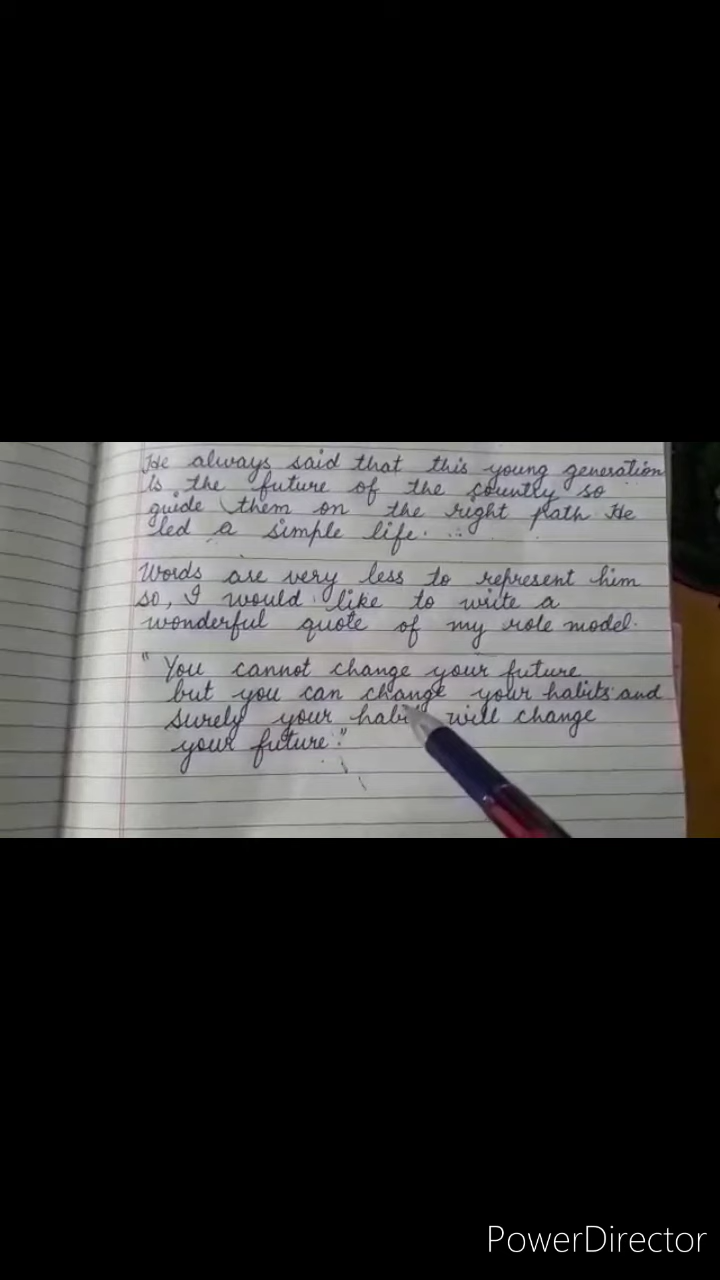 He always said that this young generation
is the future of the country so
guide them on the right path He
led a simple life.
Words are very less to represent him
so, I would like to write a
wonderful quote of my role model.
"You cannot change your future
but you can change your habits and
surely your will change
your future."
PowerDirector